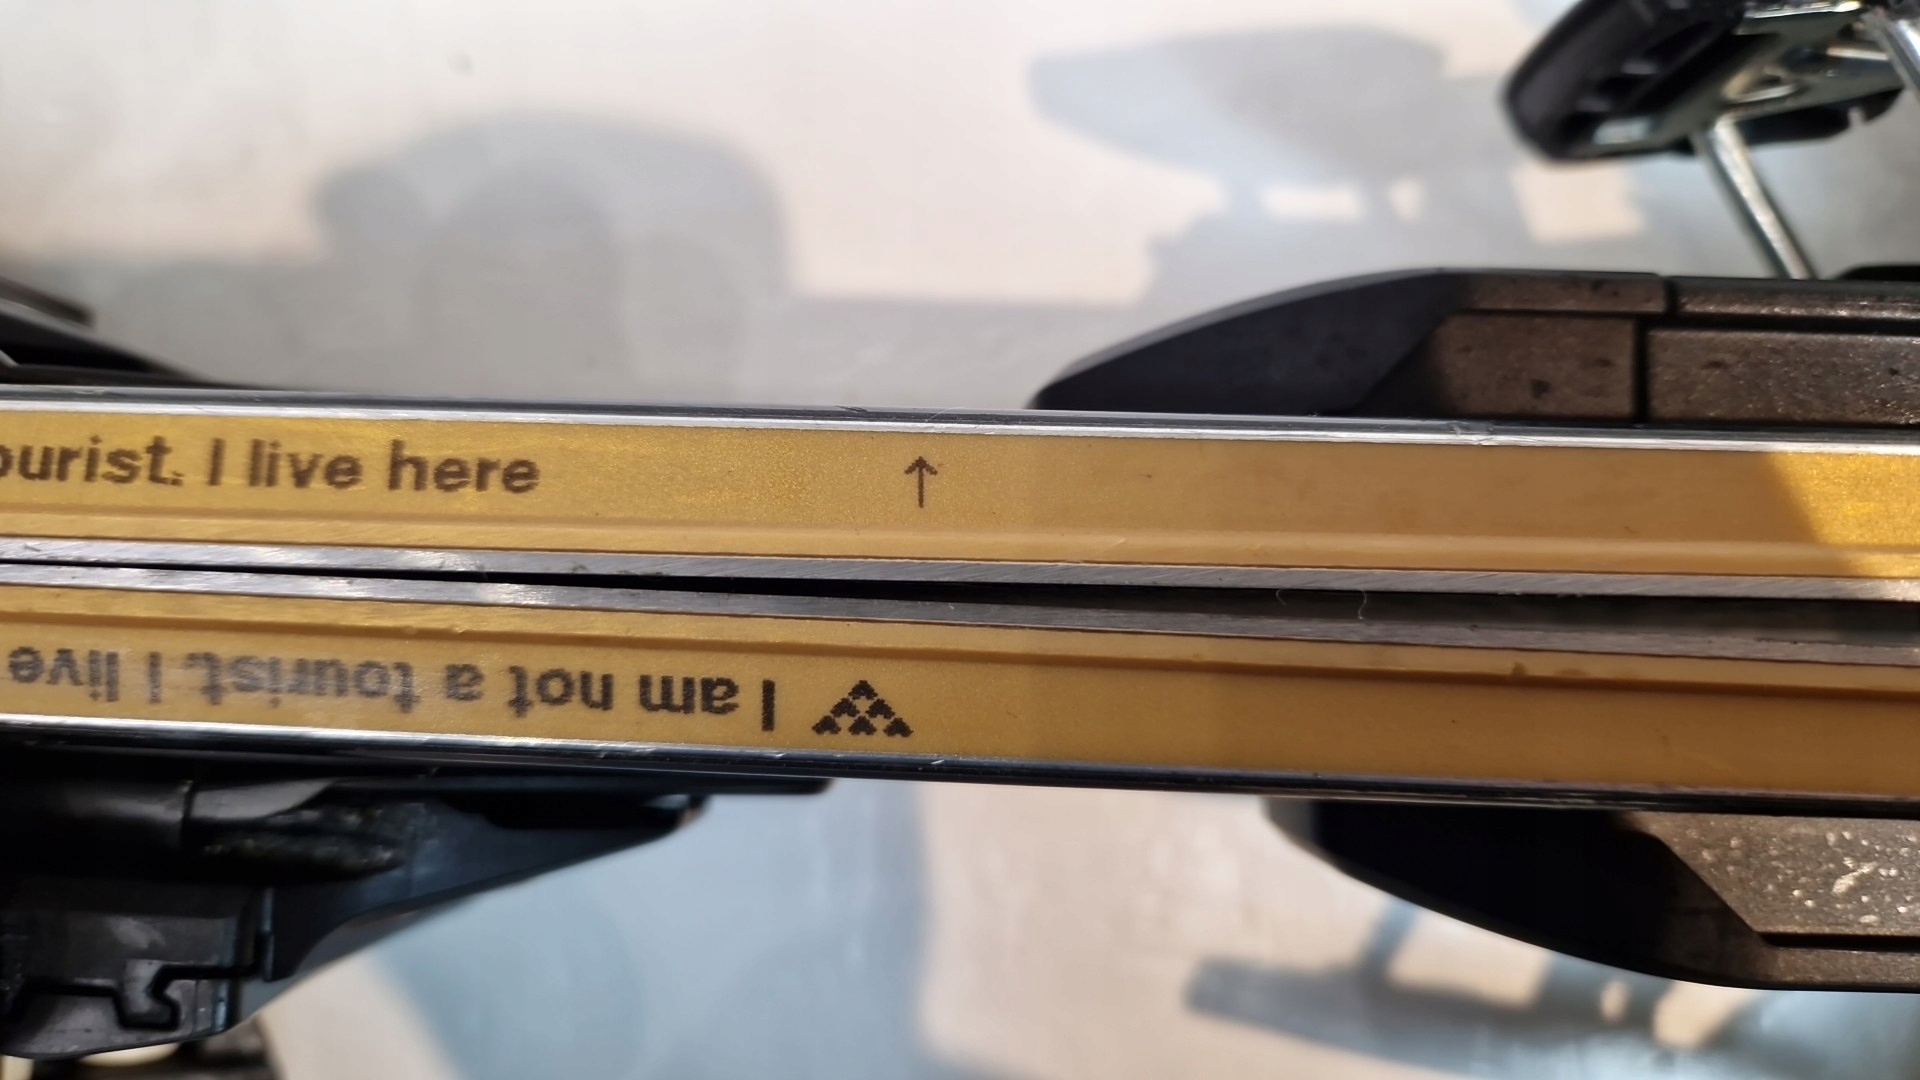 ourist. I live here
I am not a tourist. I live